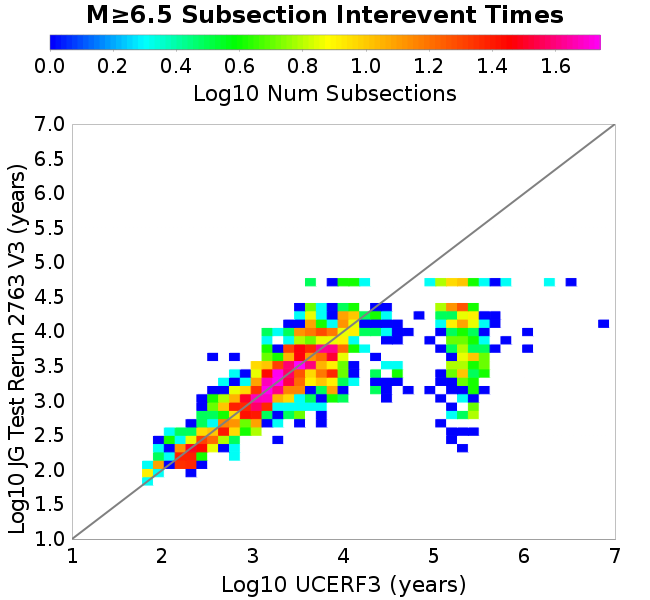 M≥6.5 Subsection Interevent Times
0.0 0.2 0.4 0.6 0.8 1.0 1.2 1.4 1.6
Log10 Num Subsections
Log10 JG Test Rerun 2763 V3 (years)
7.0
6.5
6.0
5.5
5.0
4.5
4.0
3.5
3.0
2.5
2.0
1.5
1.0
1 2 3 4 5 6 7
Log10 UCERF3 (years)